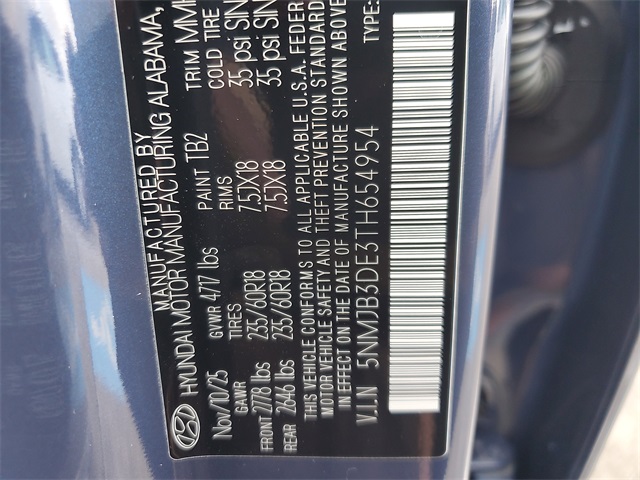 MANUFACTURED BY
HYUNDAI MOTOR MANUFACTURING ALABAMA,
Nov/10/25 GVWR 4717 lbs PAINT TB2 TRIM
GAWR TIRES RIMS COLD TIRE
FRONT 2778 lbs 235/60R18 7.5JX18 35 psi
REAR 2646 lbs 235/60R18 7.5JX18 35 psi
THIS VEHICLE CONFORMS TO ALL APPLICABLE U.S.A. FEDER
MOTOR VEHICLE SAFETY AND THEFT PREVENTION STANDARD
IN EFFECT ON THE DATE OF MANUFACTURE SHOWN ABOVE
V.I.N 5NMJB3DE3TH654954 TYPE: